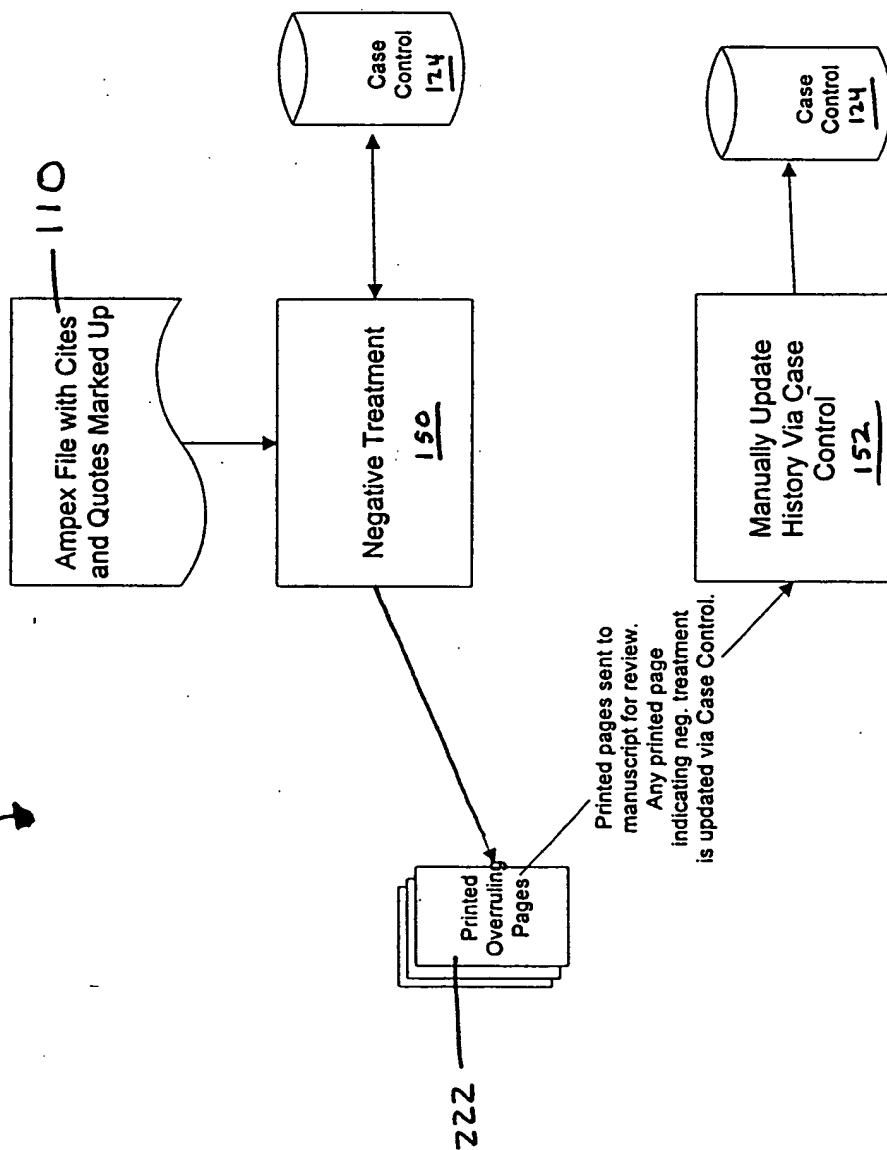 110
Ampex File with Cites
and Quotes Marked Up
Negative Treatment
150
Case
Control
124
222
Printed
Overruling
Pages
Printed pages sent to
manuscript for review.
Any printed page
indicating neg. treatment
is updated via Case Control.
Manually Update
History Via Case
Control
152
Case
Control
124